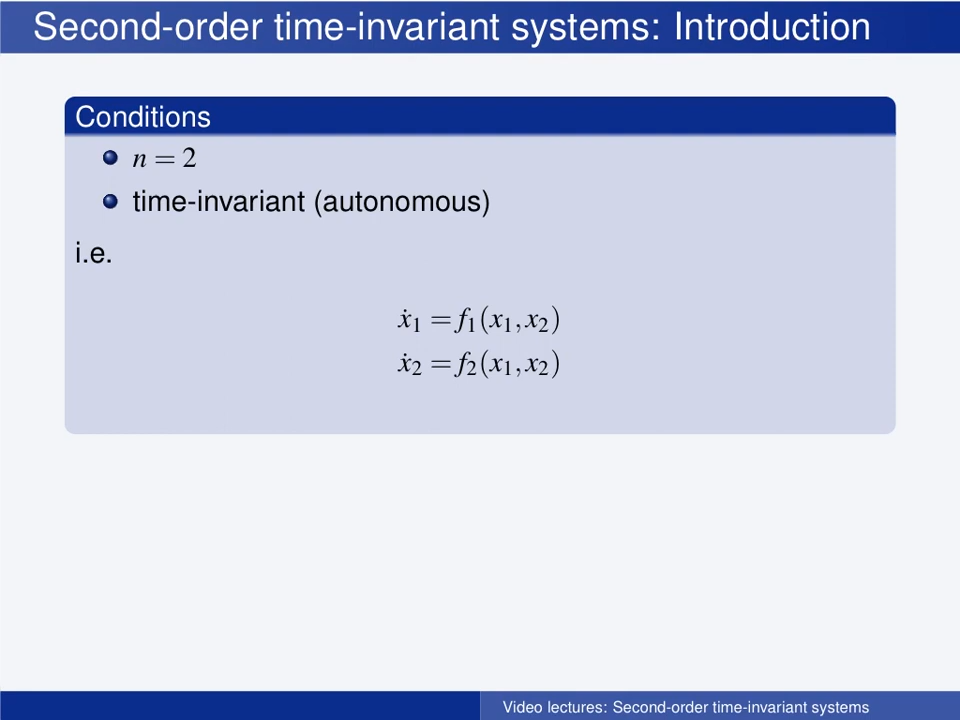 Second-order time-invariant systems: Introduction
Conditions
n = 2
time-invariant (autonomous)
i.e.
ẋ₁ = f₁(x₁, x₂)
ẋ₂ = f₂(x₁, x₂)
Video lectures: Second-order time-invariant systems